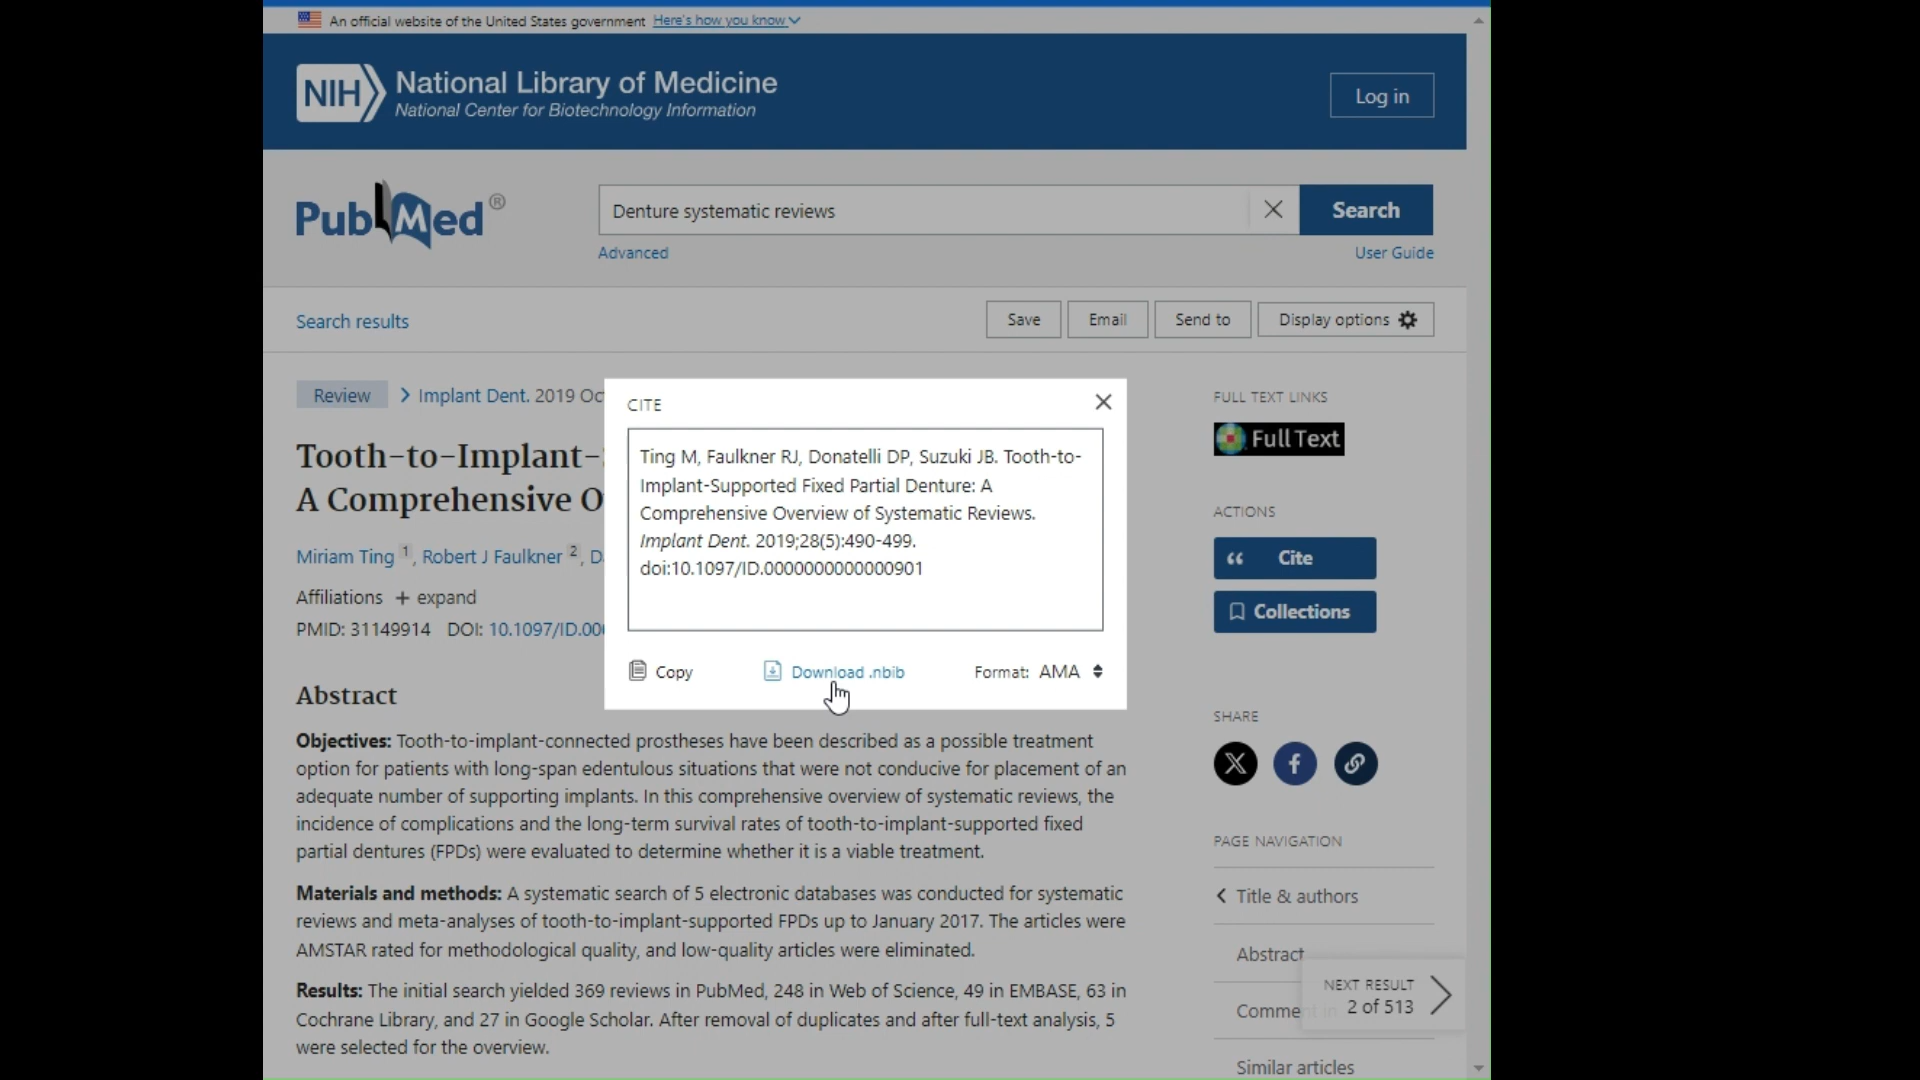 An official website of the United States government Here's how you know
NIH National Library of Medicine
National Center for Biotechnology Information
Log in
PubMed®
Denture systematic reviews
Search
Advanced
User Guide
Search results
Save
Email
Send to
Display options
Review
Implant Dent. 2019 Oc
Tooth-to-Implant-
A Comprehensive O
Miriam Ting 1, Robert J Faulkner 2, D
Affiliations + expand
PMID: 31149914 DOI: 10.1097/ID.00
CITE
Ting M, Faulkner RJ, Donatelli DP, Suzuki JB. Tooth-to-
Implant-Supported Fixed Partial Denture: A
Comprehensive Overview of Systematic Reviews.
Implant Dent. 2019;28(5):490-499.
doi:10.1097/ID.0000000000000901
Copy
Download .nbib
Format: AMA
Abstract
Objectives: Tooth-to-implant-connected prostheses have been described as a possible treatment
option for patients with long-span edentulous situations that were not conducive for placement of an
adequate number of supporting implants. In this comprehensive overview of systematic reviews, the
incidence of complications and the long-term survival rates of tooth-to-implant-supported fixed
partial dentures (FPDs) were evaluated to determine whether it is a viable treatment.
Materials and methods: A systematic search of 5 electronic databases was conducted for systematic
reviews and meta-analyses of tooth-to-implant-supported FPDs up to January 2017. The articles were
AMSTAR rated for methodological quality, and low-quality articles were eliminated.
Results: The initial search yielded 369 reviews in PubMed, 248 in Web of Science, 49 in EMBASE, 63 in
Cochrane Library, and 27 in Google Scholar. After removal of duplicates and after full-text analysis, 5
were selected for the overview.
FULL TEXT LINKS
Full Text
ACTIONS
Cite
Collections
SHARE
PAGE NAVIGATION
Title & authors
Abstract
Comment in
NEXT RESULT
2 of 513
Similar articles